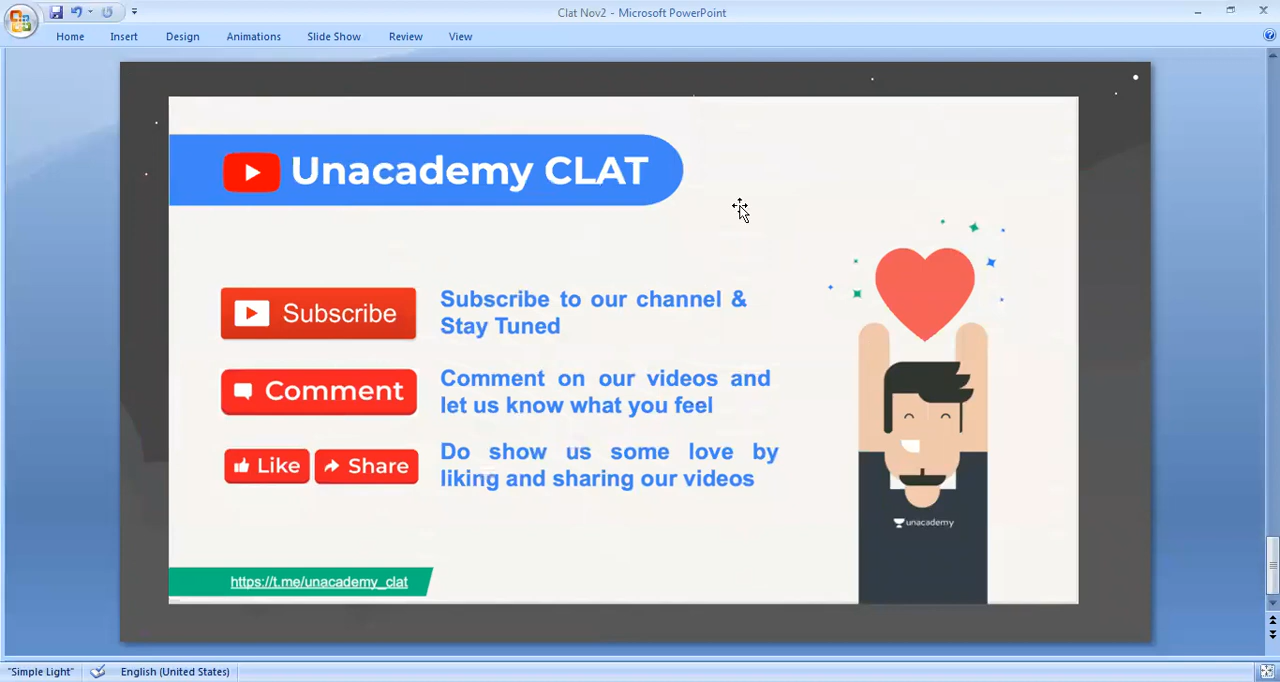 Clat Nov2 - Microsoft PowerPoint
Home Insert Design Animations Slide Show Review View
Unacademy CLAT
Subscribe
Subscribe to our channel &
Stay Tuned
Comment
Comment on our videos and
let us know what you feel
Like Share
Do show us some love by
liking and sharing our videos
unacademy
https://t.me/unacademy_clat
"Simple Light" English (United States)